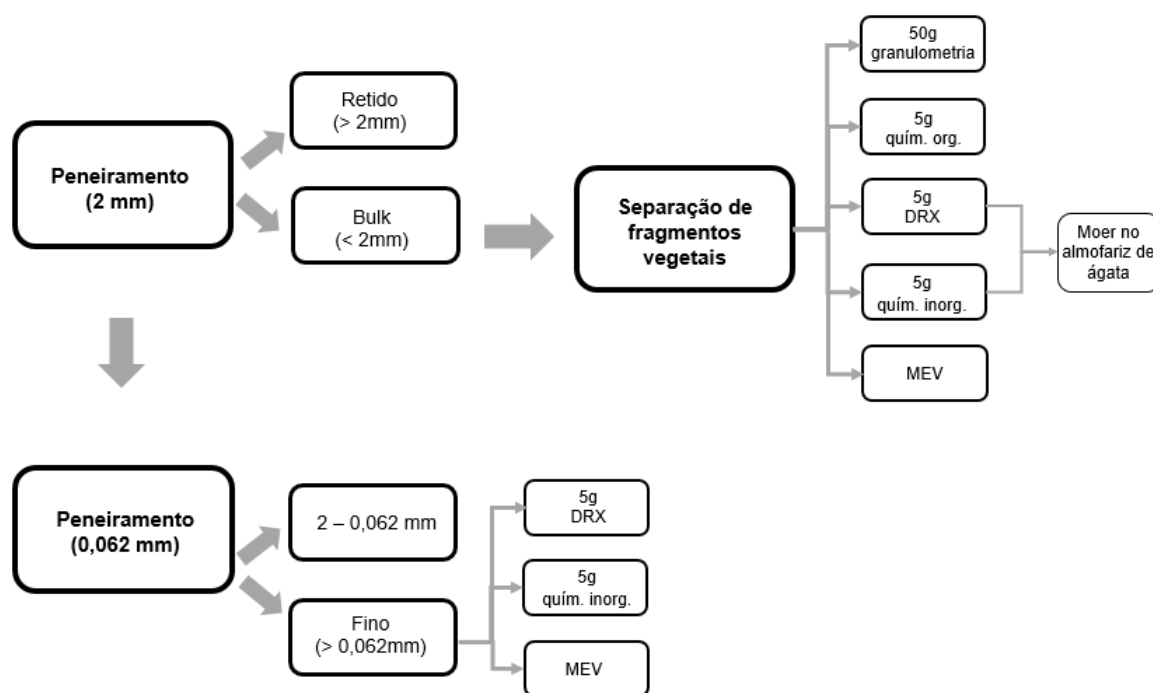 Peneiramento
(2 mm)
Retido
(> 2mm)
Bulk
(< 2mm)
Separação de
fragmentos
vegetais
50g
granulometria
5g
quím. org.
5g
DRX
5g
quím. inorg.
MEV
Moer no
almofariz de
ágata
Peneiramento
(0,062 mm)
2 – 0,062 mm
Fino
(> 0,062mm)
5g
DRX
5g
quím. inorg.
MEV